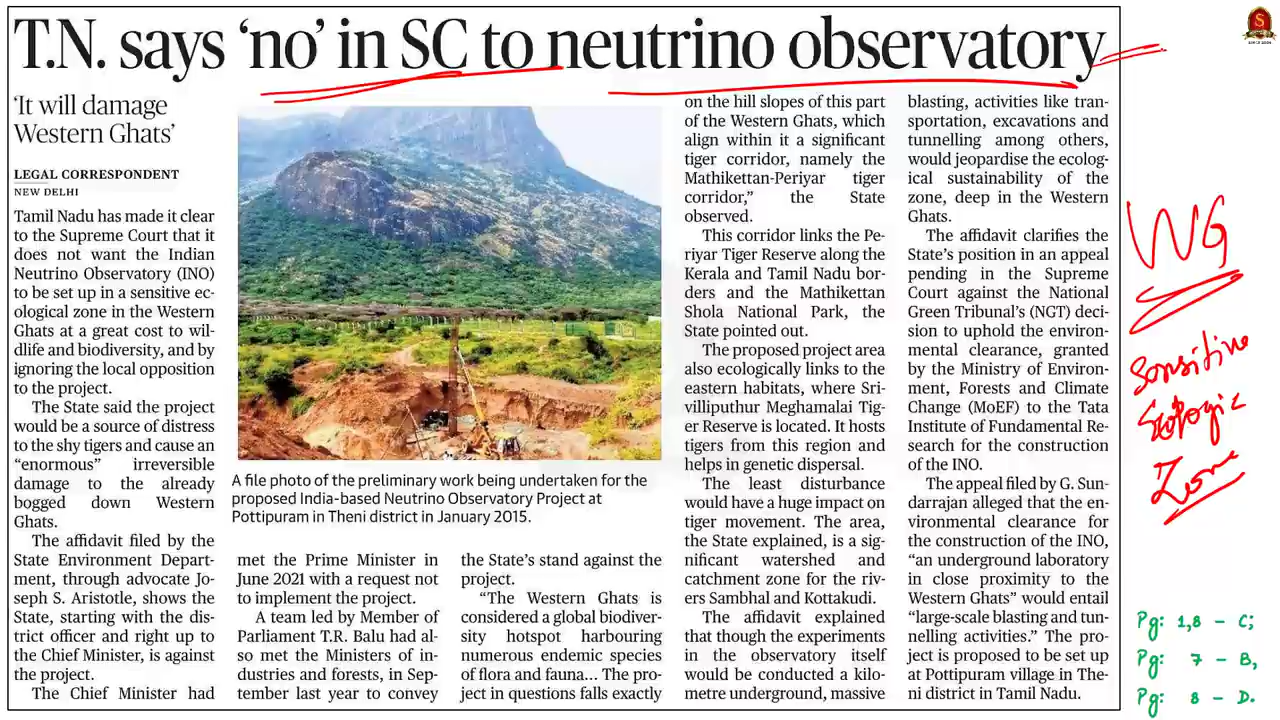 T.N. says ‘no’ in SC to neutrino observatory
‘It will damage
Western Ghats’
LEGAL CORRESPONDENT
NEW DELHI
Tamil Nadu has made it clear
to the Supreme Court that it
does not want the Indian
Neutrino Observatory (INO)
to be set up in a sensitive ec-
ological zone in the Western
Ghats at a great cost to wil-
dlife and biodiversity, and by
ignoring the local opposition
to the project.
The State said the project
would be a source of distress
to the shy tigers and cause an
“enormous” irreversible
damage to the already
bogged down Western
Ghats.
The affidavit filed by the
State Environment Depart-
ment, through advocate Jo-
seph S. Aristotle, shows the
State, starting with the dis-
trict officer and right up to
the Chief Minister, is against
the project.
The Chief Minister had
A file photo of the preliminary work being undertaken for the
proposed India-based Neutrino Observatory Project at
Pottipuram in Theni district in January 2015.
met the Prime Minister in
June 2021 with a request not
to implement the project.
A team led by Member of
Parliament T.R. Balu had al-
so met the Ministers of in-
dustries and forests, in Sep-
tember last year to convey
the State’s stand against the
project.
“The Western Ghats is
considered a global biodiver-
sity hotspot harbouring
numerous endemic species
of flora and fauna... The pro-
ject in questions falls exactly
on the hill slopes of this part
of the Western Ghats, which
align within it a significant
tiger corridor, namely the
Mathikettan-Periyar tiger
corridor,” the State
observed.
This corridor links the Pe-
riyar Tiger Reserve along the
Kerala and Tamil Nadu bor-
ders and the Mathikettan
Shola National Park, the
State pointed out.
The proposed project area
also ecologically links to the
eastern habitats, where Sri-
villiputhur Meghamalai Tig-
er Reserve is located. It hosts
tigers from this region and
helps in genetic dispersal.
The least disturbance
would have a huge impact on
tiger movement. The area,
the State explained, is a sig-
nificant watershed and
catchment zone for the riv-
ers Sambhal and Kottakudi.
The affidavit explained
that though the experiments
in the observatory itself
would be conducted a kilo-
metre underground, massive
blasting, activities like tran-
sportation, excavations and
tunnelling among others,
would jeopardise the ecolog-
ical sustainability of the
zone, deep in the Western
Ghats.
The affidavit clarifies the
State’s position in an appeal
pending in the Supreme
Court against the National
Green Tribunal’s (NGT) deci-
sion to uphold the environ-
mental clearance, granted
by the Ministry of Environ-
ment, Forests and Climate
Change (MoEF) to the Tata
Institute of Fundamental Re-
search for the construction
of the INO.
The appeal filed by G. Sun-
darrajan alleged that the en-
vironmental clearance for
the construction of the INO,
“an underground laboratory
in close proximity to the
Western Ghats” would entail
“large-scale blasting and tun-
nelling activities.” The pro-
ject is proposed to be set up
at Pottipuram village in The-
ni district in Tamil Nadu.
S
SINCE 2004
WG
Sensitive
Zone
Pg: 1,8 – C;
Pg: 7 – B,
Pg: 8 – D.